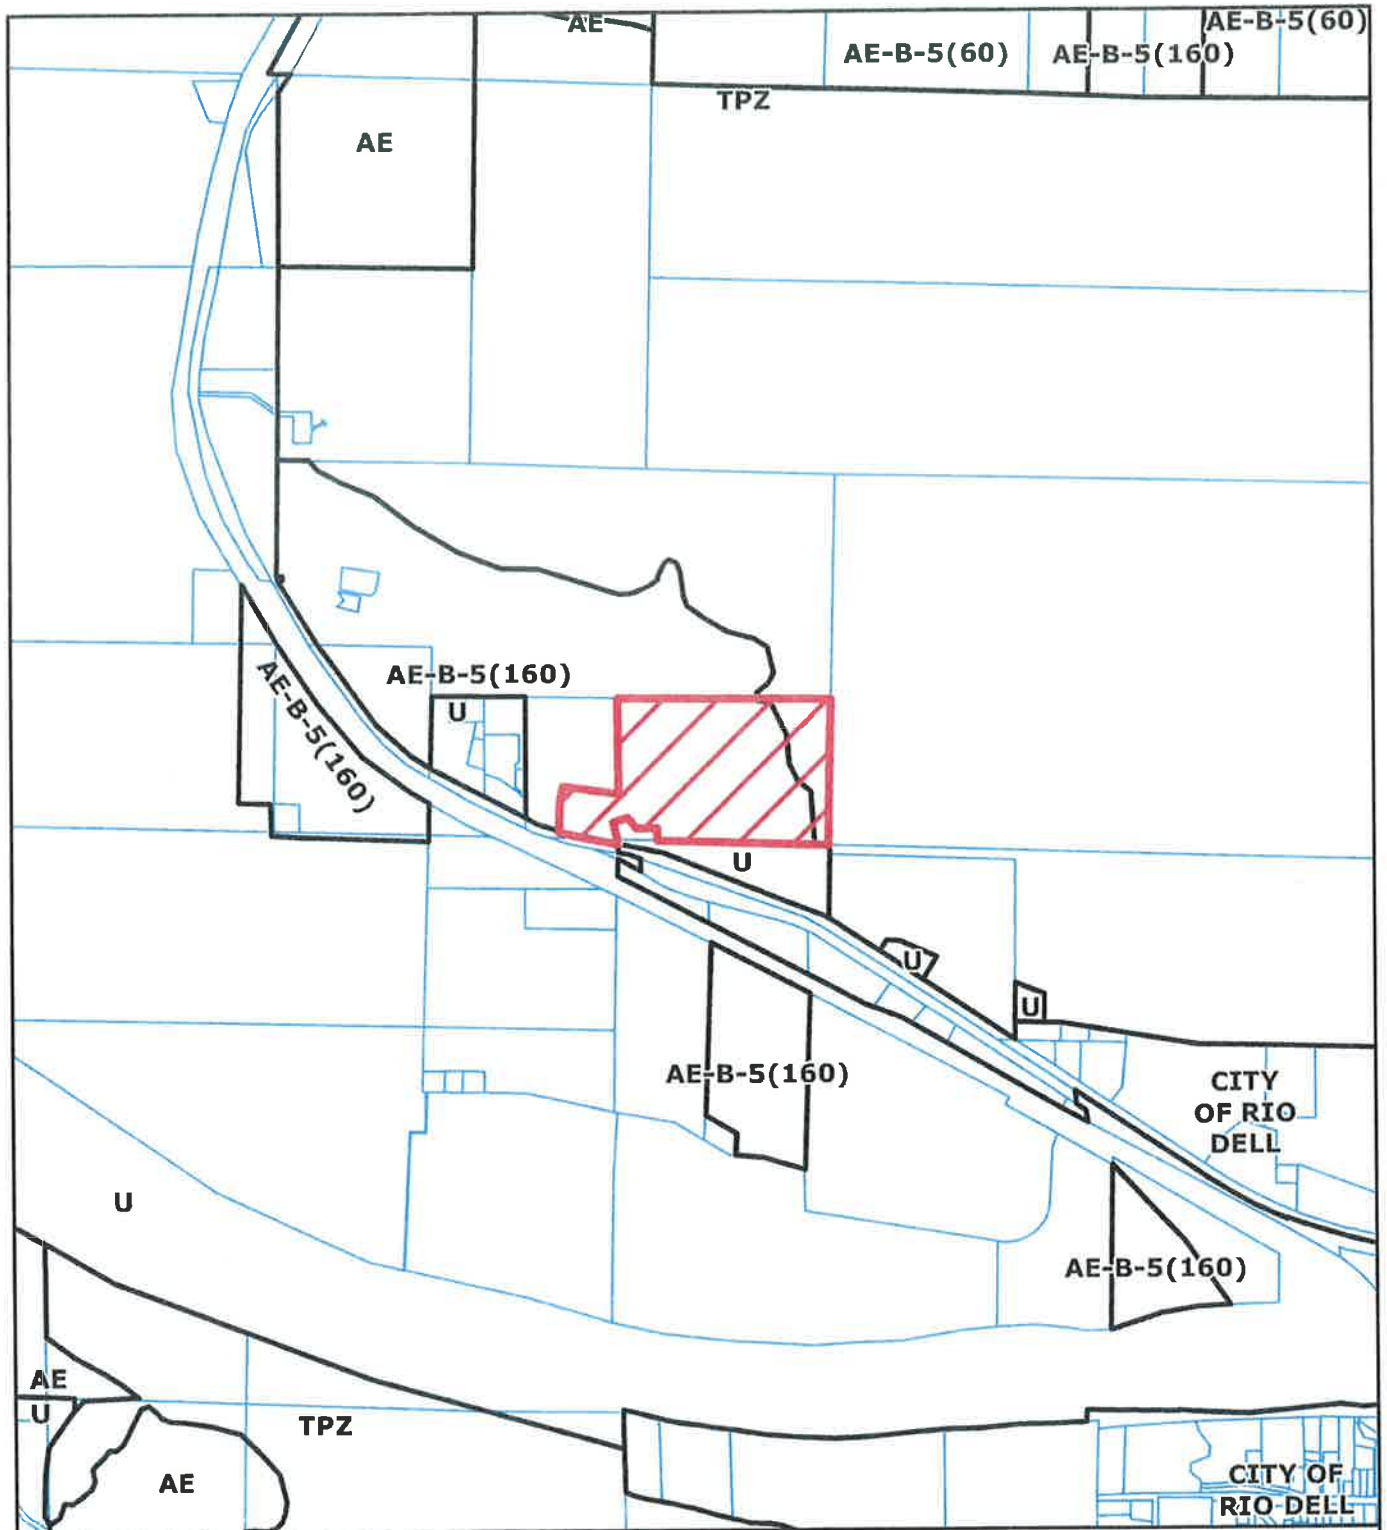 AE
AE-B-5(60)
AE-B-5(160)
AE-B-5(60)
TPZ
AE
AE-B-5(160)
U
AE-B-5(160)
U
U
U
AE-B-5(160)
CITY
OF RIO
DELL
U
AE-B-5(160)
AE
U
TPZ
AE
CITY OF
RIO DELL